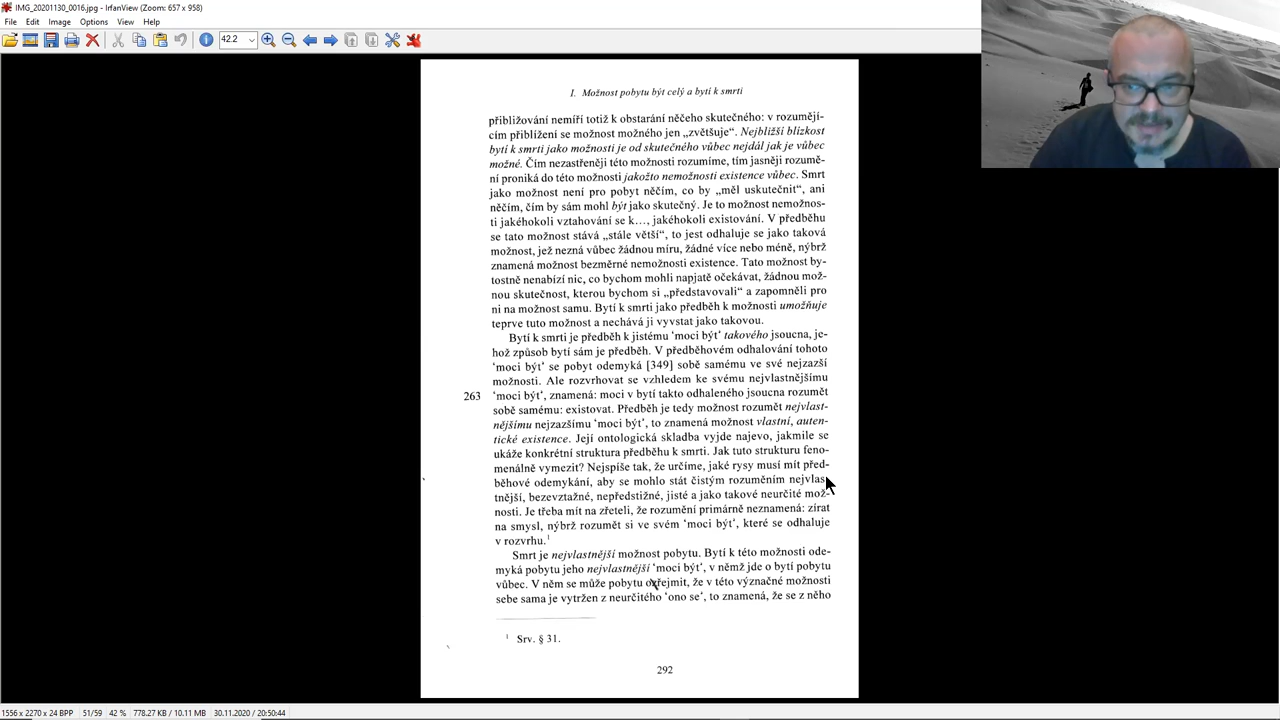 IMG_20201130_0016.jpg - IrfanView (Zoom: 657 x 958)
File Edit Image Options View Help
42.2
I. Možnost pobytu být celý a bytí k smrti
přibližování nemíří totiž k obstarání něčeho skutečného: v rozuměji-
cím přiblížení se možnost možného jen „zvětšuje“. Nejbližší blízkost
bytí k smrti jako možnosti je od skutečného vůbec nejdál jak je vůbec
možné. Čím nezastřeněji této možnosti rozumíme, tím jasněji rozumě-
ní proniká do této možnosti jakožto nemožnosti existence vůbec. Smrt
jako možnost není pro pobyt něčím, co by „měl uskutečnit“, ani
něčím, čím by sám mohl být jako skutečný. Je to možnost nemožnos-
ti jakéhokoli vztahování se k…, jakéhokoli existování. V předběhu
se tato možnost stává „stále větší“, to jest odhaluje se jako taková
možnost, jež nezná vůbec žádnou míru, žádné více nebo méně, nýbrž
znamená možnost bezměrné nemožnosti existence. Tato možnost by-
tostně nenabízí nic, co bychom mohli napjatě očekávat, žádnou mož-
nou skutečnost, kterou bychom si „představovali“ a zapomněli pro
ni na možnost samu. Bytí k smrti jako předběh k možnosti umožňuje
teprve tuto možnost a nechává ji vyvstat jako takovou.
Bytí k smrti je předběh k jistému ‘moci být’ takového jsoucna, je-
hož způsob bytí sám je předběh. V předběhovém odhalování tohoto
‘moci být’ se pobyt odemyká [349] sobě samému ve své nejzazší
možnosti. Ale rozvrhovat se vzhledem ke svému nejvlastnějšímu
263 ‘moci být’, znamená: moci v bytí takto odhaleného jsoucna rozumět
sobě samému: existovat. Předběh je tedy možnost rozumět nejvlast-
nějšímu nejzazšímu ‘moci být’, to znamená možnost vlastní, auten-
tické existence. Její ontologická skladba vyjde najevo, jakmile se
ukáže konkrétní struktura předběhu k smrti. Jak tuto strukturu feno-
menálně vymezit? Nejspíše tak, že určíme, jaké rysy musí mít před-
běhové odemykání, aby se mohlo stát čistým rozuměním nejvlas-
tnější, bezevztažné, nepředstižné, jisté a jako takové neurčité mož-
nosti. Je třeba mít na zřeteli, že rozumění primárně neznamená: zírat
na smysl, nýbrž rozumět si ve svém ‘moci být’, které se odhaluje
v rozvrhu.¹
Smrt je nejvlastnější možnost pobytu. Bytí k této možnosti ode-
myká pobytu jeho nejvlastnější ‘moci být’, v němž jde o bytí pobytu
vůbec. V něm se může pobytu ozřejmit, že v této význačné možnosti
sebe sama je vytržen z neurčitého ‘ono se’, to znamená, že se z něho
¹ Srv. § 31.
292
1556 x 2270 x 24 BPP 51/59 42 % 778.27 KB / 10.11 MB 30.11.2020 / 20:50:44